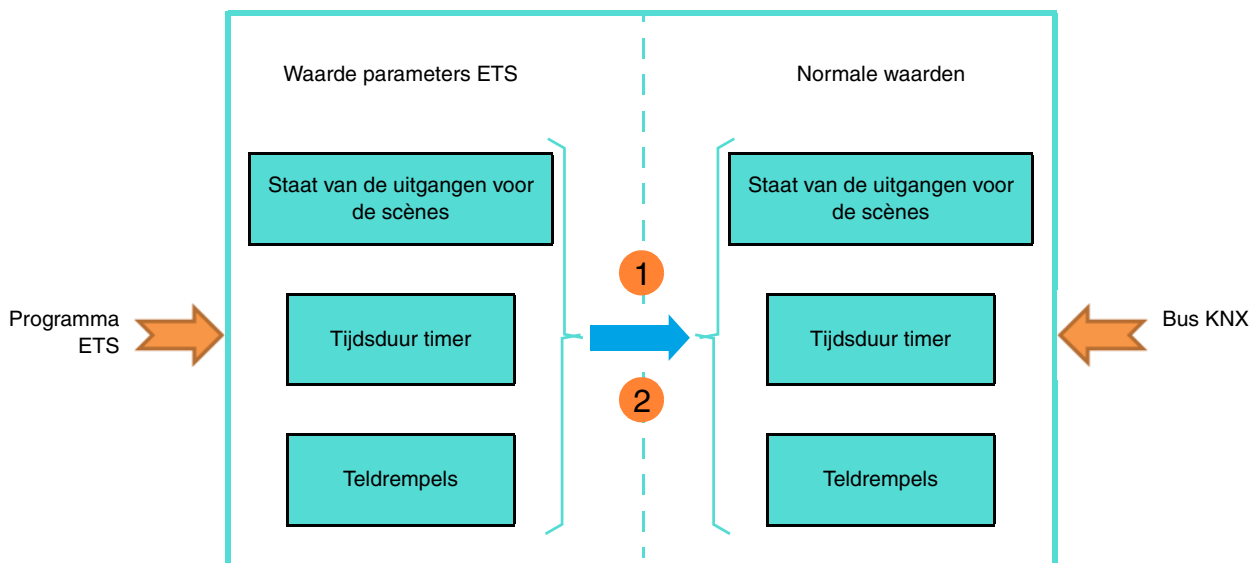 Waarde parameters ETS
Normale waarden
Staat van de uitgangen voor
de scènes
Staat van de uitgangen voor
de scènes
1
Programma
ETS
Tijdsduur timer
Tijdsduur timer
Bus KNX
2
Teldrempels
Teldrempels